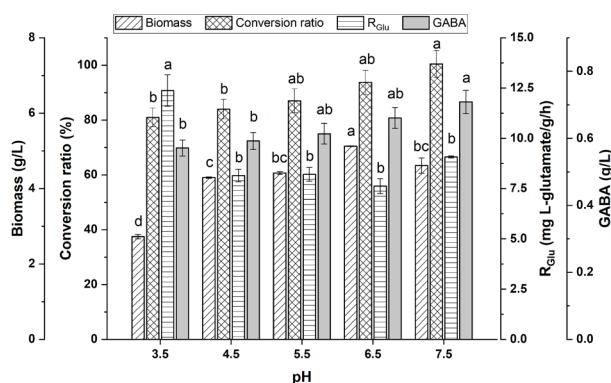 Biomass Conversion ratio RGlu GABA
8 100 15.0 0.8
6 80 12.5 0.6
4 60 10.0 0.4
2 40 7.5 0.2
0 20 5.0 0.0
0 2.5
0.0
Biomass (g/L)
Conversion ratio (%)
RGlu (mg L-glutamate/g/h)
GABA (g/L)
d b a b
c b b b
bc ab b ab
a ab b ab
bc a b a
3.5 4.5 5.5 6.5 7.5
pH